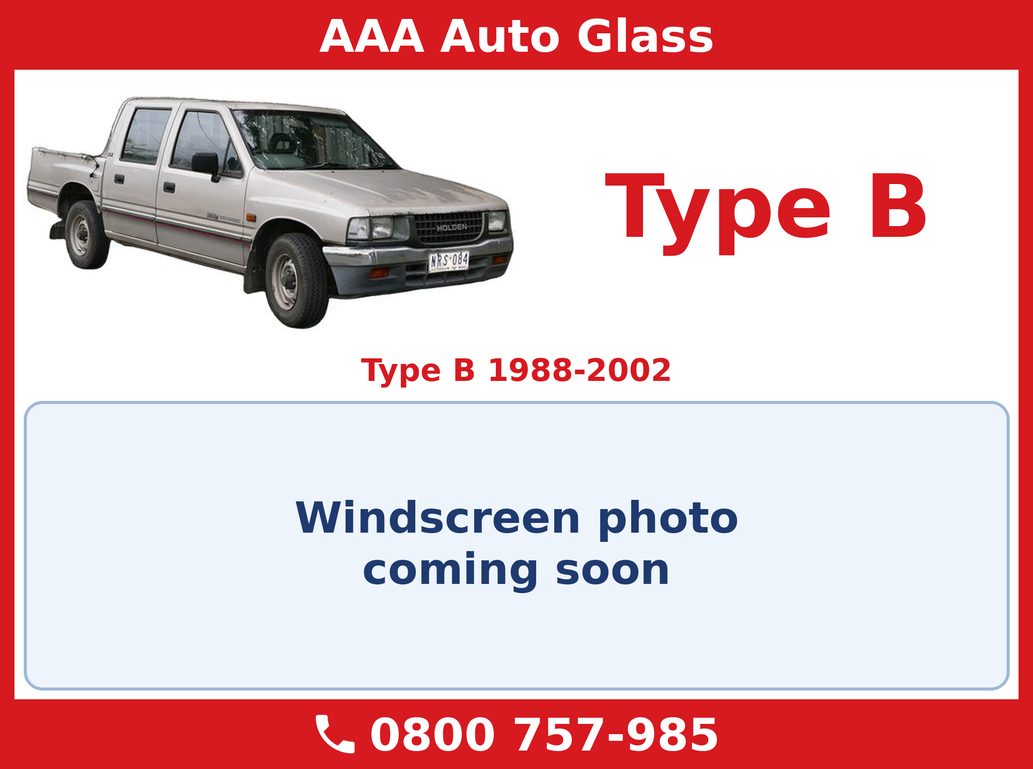 AAA Auto Glass
HOLDEN
NRS·084
Type B
Type B 1988-2002
Windscreen photo
coming soon
0800 757-985